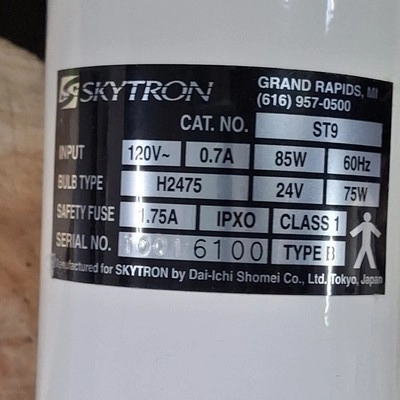 SKYTRON
GRAND RAPIDS, MI
(616) 957-0500
CAT. NO. ST9
INPUT 120V~ 0.7A 85W 60Hz
BULB TYPE H2475 24V 75W
SAFETY FUSE 1.75A IPXO CLASS 1
SERIAL NO. 10016100 TYPE B
Manufactured for SKYTRON by Dai-Ichi Shomei Co., Ltd. Tokyo, Japan